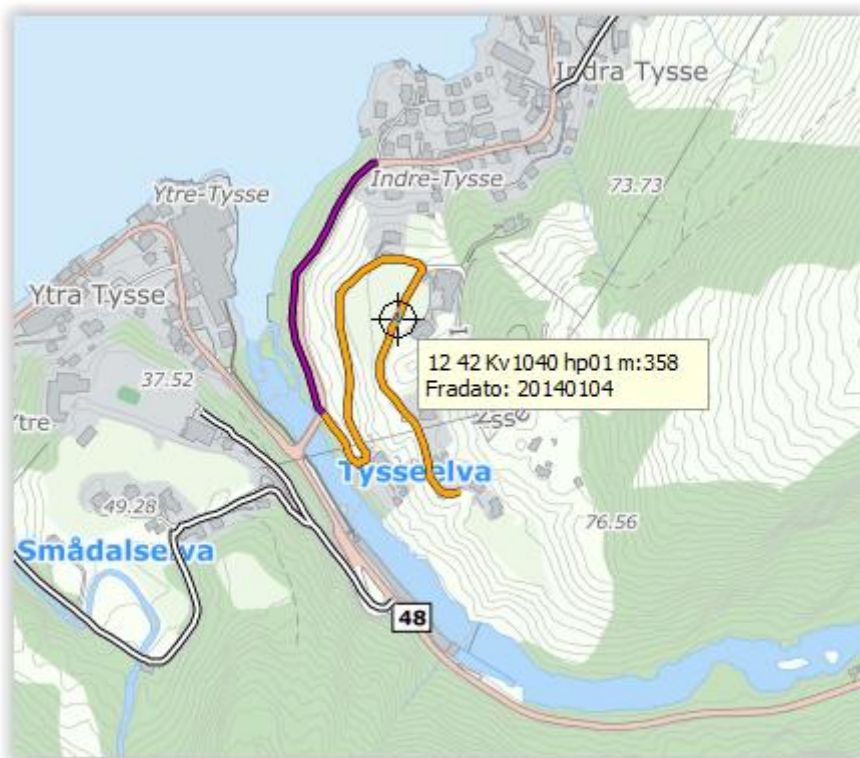 Indra Tysse
Indre-Tysse
73.73
Ytre-Tysse
Ytra Tysse
12 42 Kv1040 hp01 m:358
Fradato: 20140104
37.52
Ytre
Tysseelva
49.28
76.56
Smådalselva
48